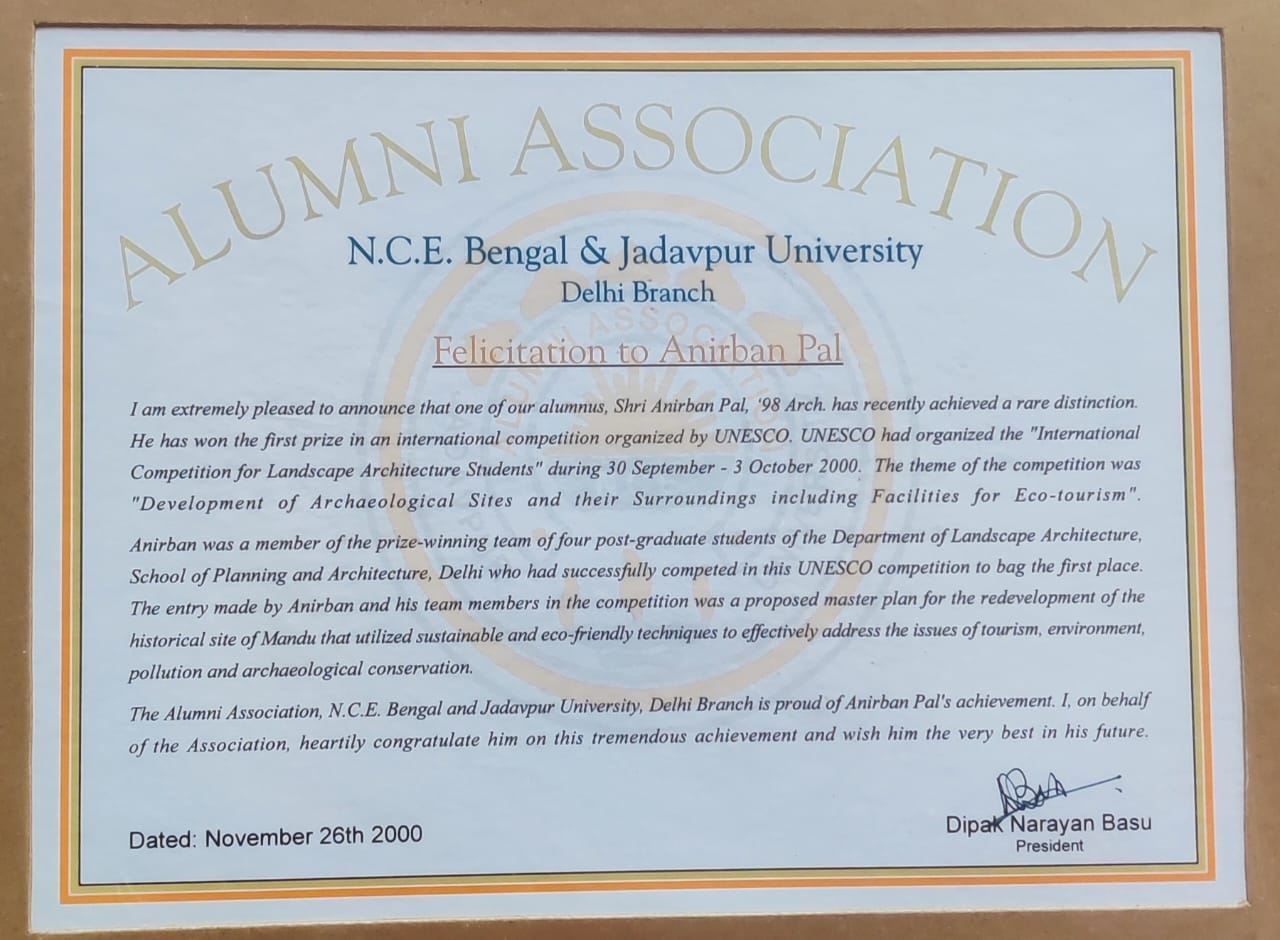 ALUMNI ASSOCIATION
N.C.E. Bengal & Jadavpur University
Delhi Branch
Felicitation to Anirban Pal
I am extremely pleased to announce that one of our alumnus, Shri Anirban Pal, '98 Arch. has recently achieved a rare distinction.
He has won the first prize in an international competition organized by UNESCO. UNESCO had organized the "International
Competition for Landscape Architecture Students" during 30 September - 3 October 2000. The theme of the competition was
"Development of Archaeological Sites and their Surroundings including Facilities for Eco-tourism".
Anirban was a member of the prize-winning team of four post-graduate students of the Department of Landscape Architecture,
School of Planning and Architecture, Delhi who had successfully competed in this UNESCO competition to bag the first place.
The entry made by Anirban and his team members in the competition was a proposed master plan for the redevelopment of the
historical site of Mandu that utilized sustainable and eco-friendly techniques to effectively address the issues of tourism, environment,
pollution and archaeological conservation.
The Alumni Association, N.C.E. Bengal and Jadavpur University, Delhi Branch is proud of Anirban Pal's achievement. I, on behalf
of the Association, heartily congratulate him on this tremendous achievement and wish him the very best in his future.
Dated: November 26th 2000
Dipak Narayan Basu
President